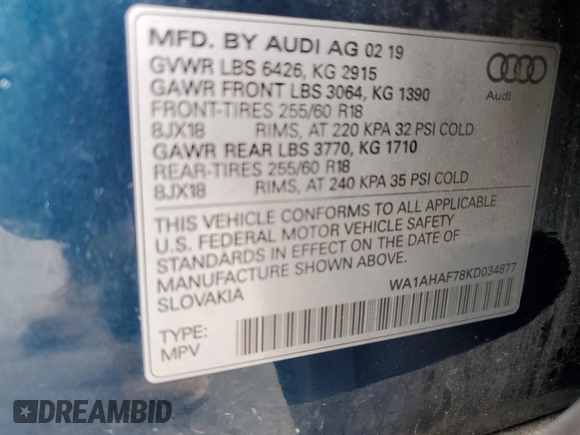 MFD. BY AUDI AG 02 19
GVWR LBS 6426, KG 2915
GAWR FRONT LBS 3064, KG 1390
FRONT-TIRES 255/60 R18
8JX18 RIMS, AT 220 KPA 32 PSI COLD
GAWR REAR LBS 3770, KG 1710
REAR-TIRES 255/60 R18
8JX18 RIMS, AT 240 KPA 35 PSI COLD
Audi
THIS VEHICLE CONFORMS TO ALL APPLICABLE
U.S. FEDERAL MOTOR VEHICLE SAFETY
STANDARDS IN EFFECT ON THE DATE OF
MANUFACTURE SHOWN ABOVE.
SLOVAKIA
WA1AHAF78KD034877
TYPE:
MPV
DREAMBID